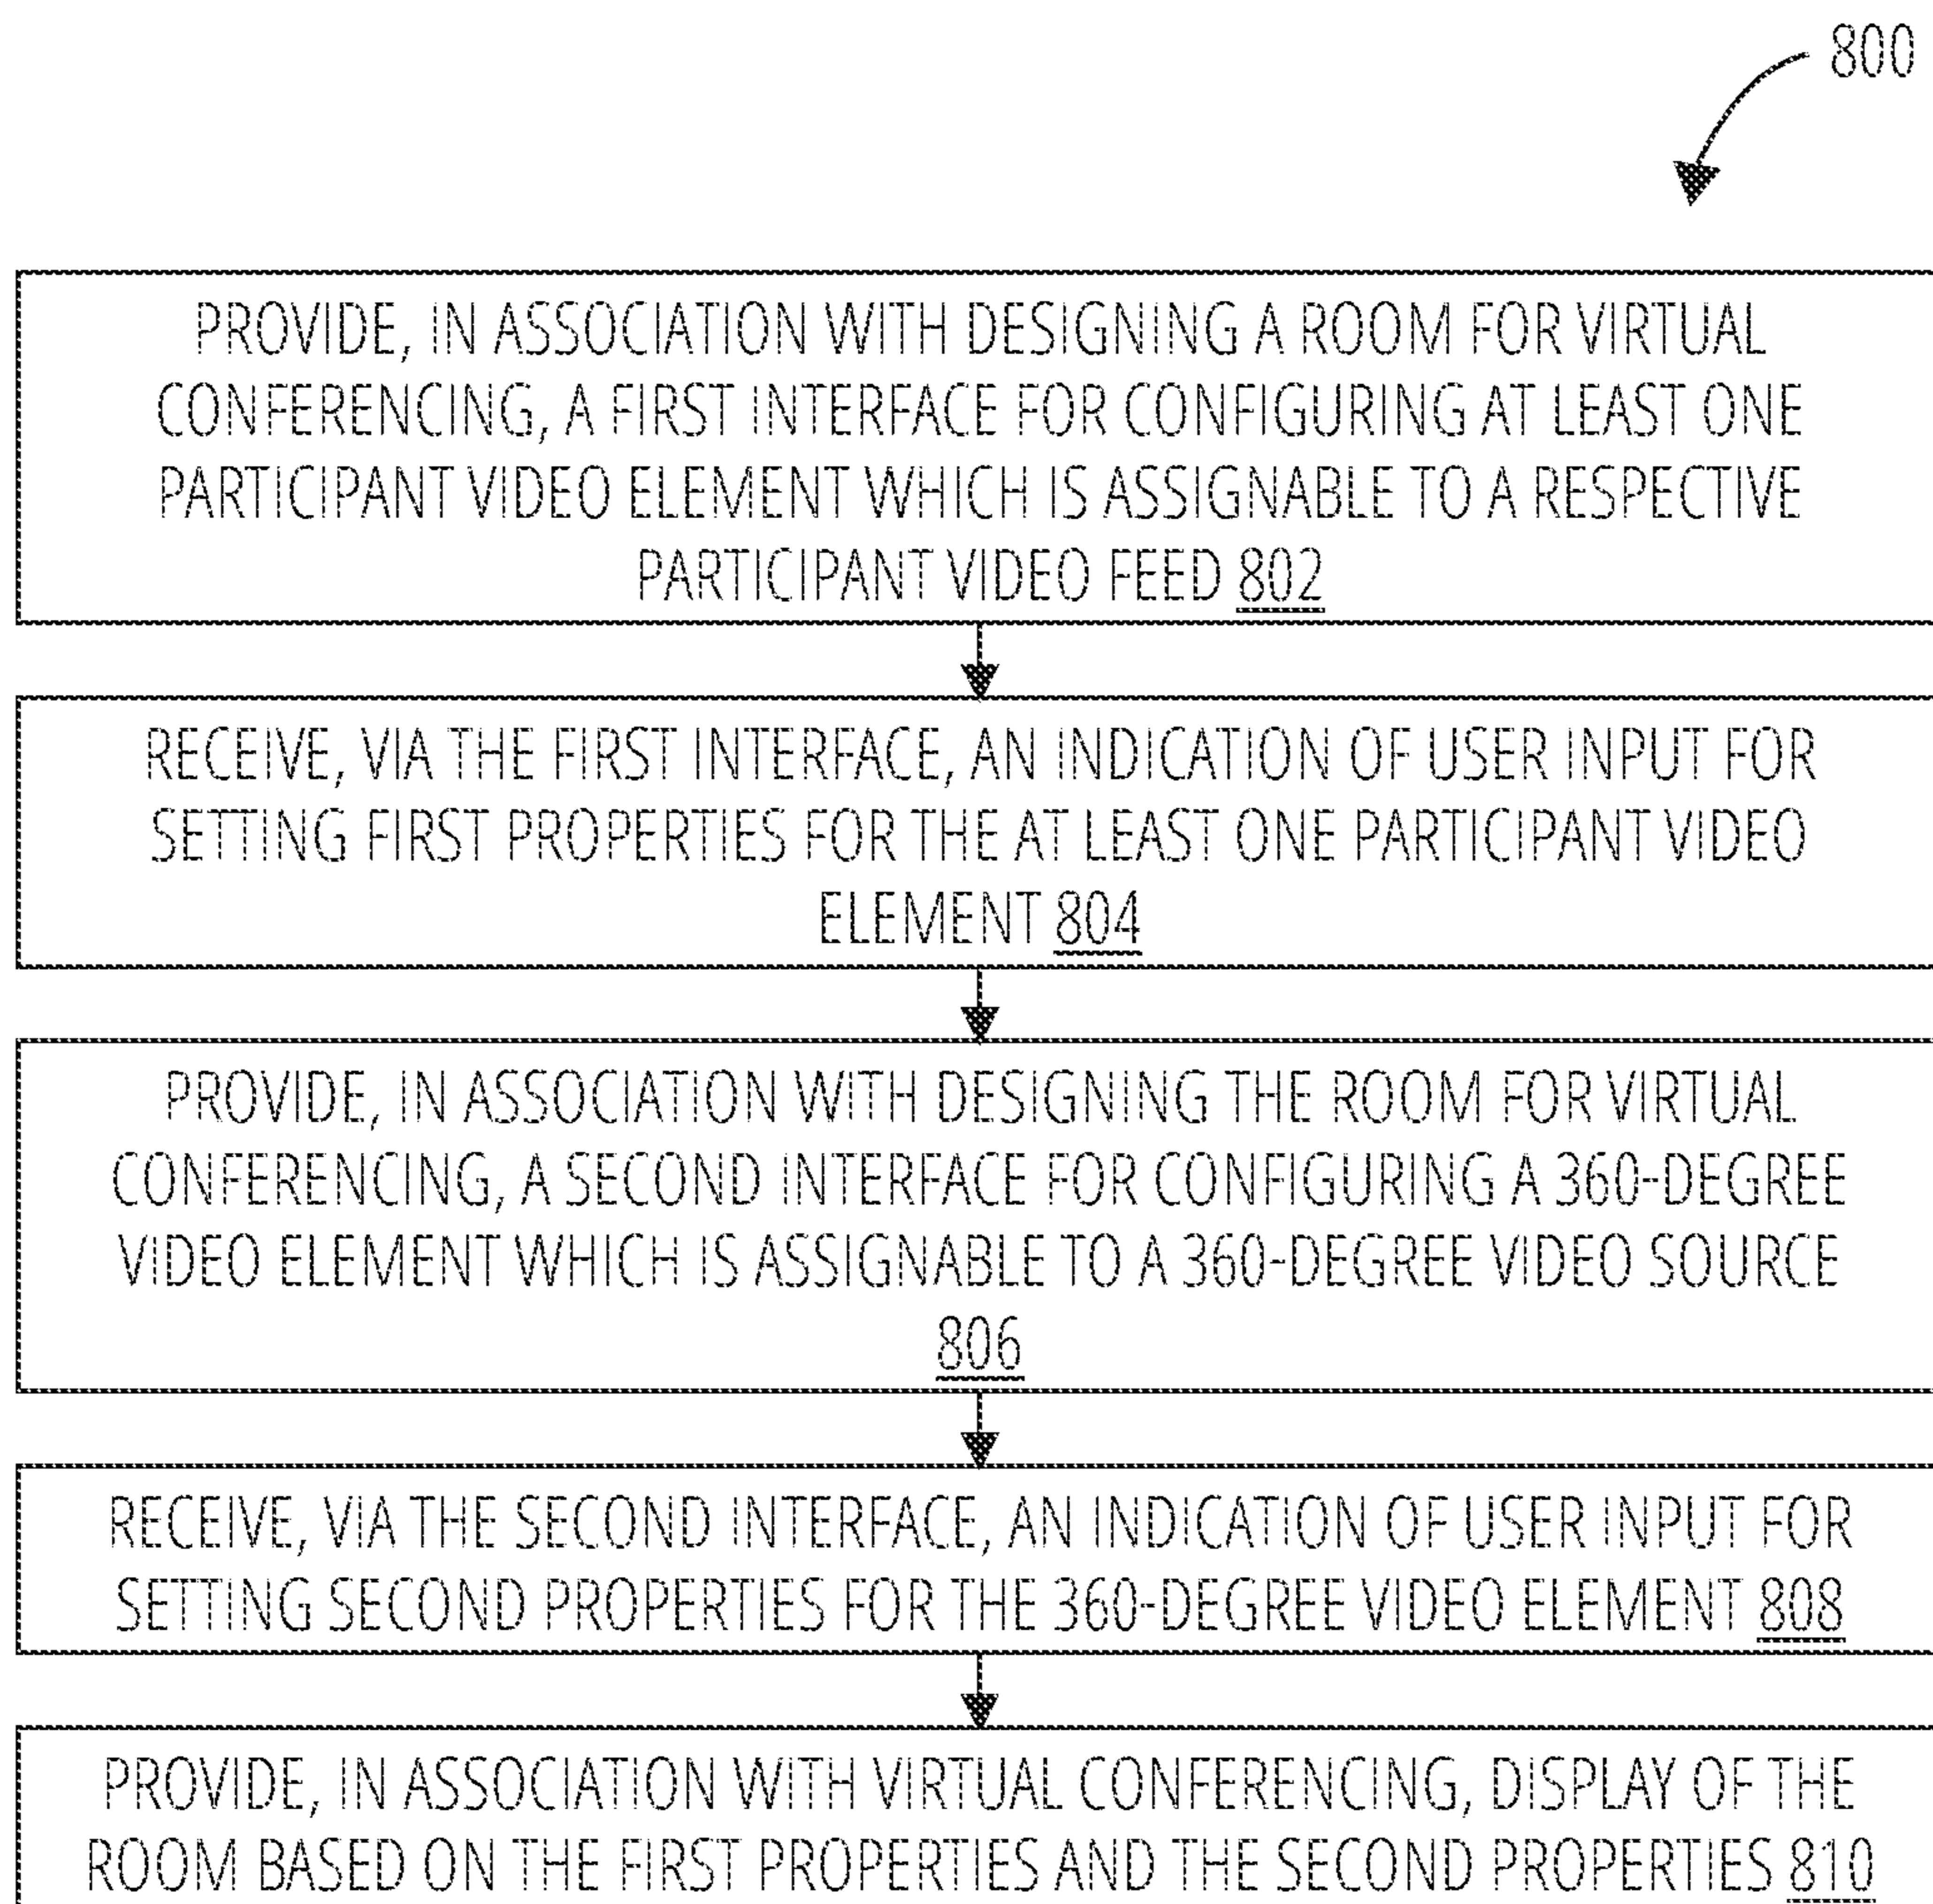 800
PROVIDE, IN ASSOCIATION WITH DESIGNING A ROOM FOR VIRTUAL
CONFERENCING, A FIRST INTERFACE FOR CONFIGURING AT LEAST ONE
PARTICIPANT VIDEO ELEMENT WHICH IS ASSIGNABLE TO A RESPECTIVE
PARTICIPANT VIDEO FEED 802
RECEIVE, VIA THE FIRST INTERFACE, AN INDICATION OF USER INPUT FOR
SETTING FIRST PROPERTIES FOR THE AT LEAST ONE PARTICIPANT VIDEO
ELEMENT 804
PROVIDE, IN ASSOCIATION WITH DESIGNING THE ROOM FOR VIRTUAL
CONFERENCING, A SECOND INTERFACE FOR CONFIGURING A 360-DEGREE
VIDEO ELEMENT WHICH IS ASSIGNABLE TO A 360-DEGREE VIDEO SOURCE
806
RECEIVE, VIA THE SECOND INTERFACE, AN INDICATION OF USER INPUT FOR
SETTING SECOND PROPERTIES FOR THE 360-DEGREE VIDEO ELEMENT 808
PROVIDE, IN ASSOCIATION WITH VIRTUAL CONFERENCING, DISPLAY OF THE
ROOM BASED ON THE FIRST PROPERTIES AND THE SECOND PROPERTIES 810